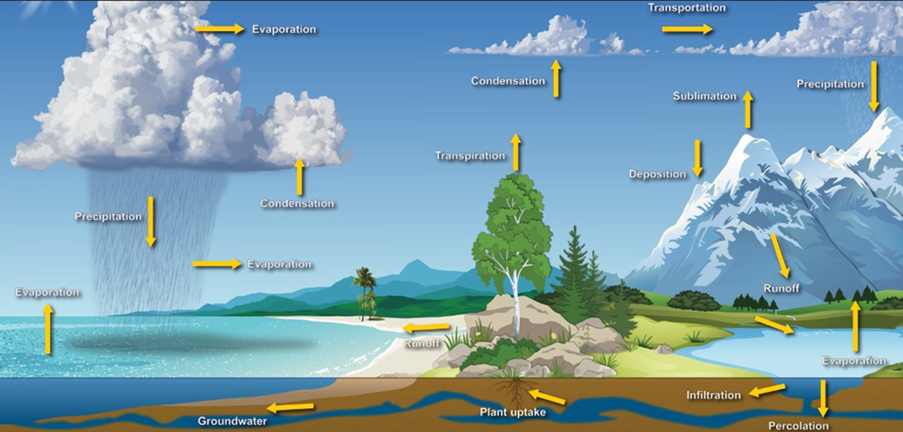 Transportation
Evaporation
Condensation
Precipitation
Sublimation
Transpiration
Deposition
Condensation
Precipitation
Evaporation
Evaporation
Runoff
Runoff
Evaporation
Infiltration
Plant uptake
Groundwater
Percolation